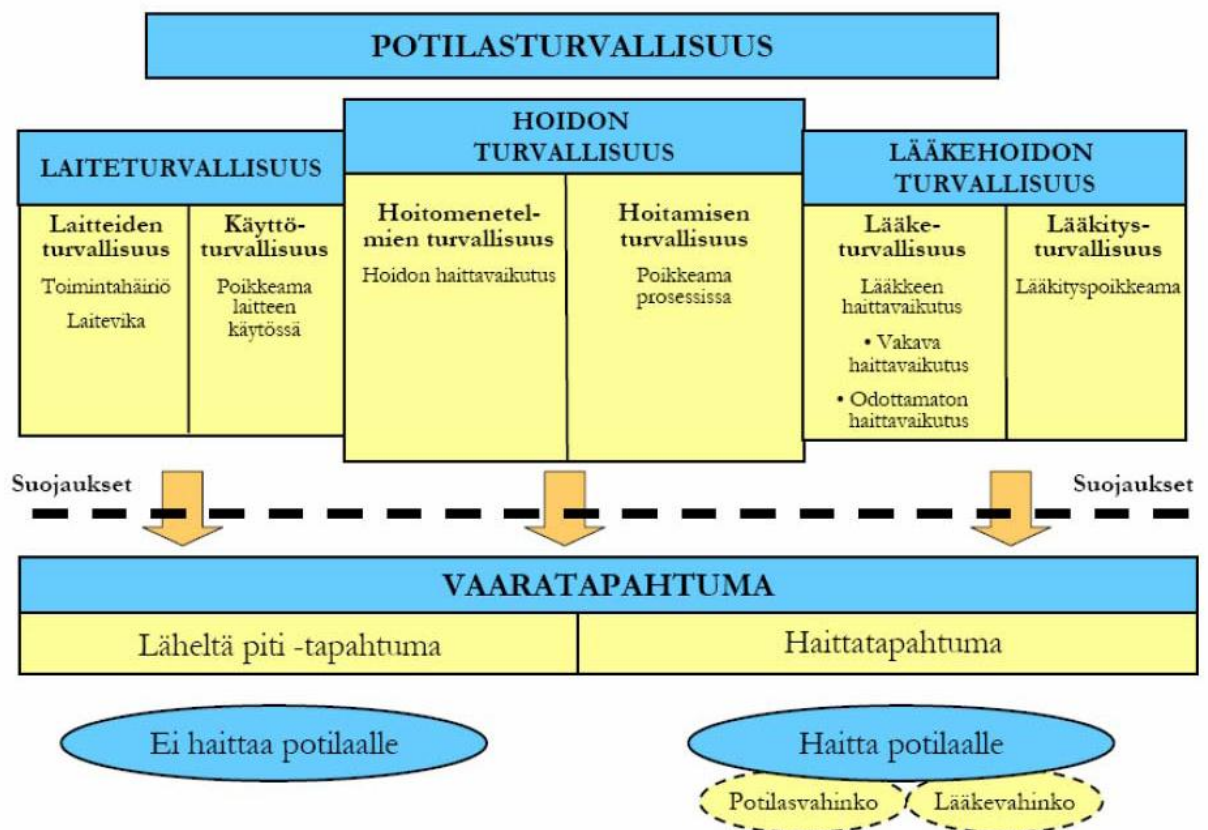 POTILASTURVALLISUUS
LAITETURVALLISUUS
Laitteiden
turvallisuus
Toimintahäiriö
Laitevika
Käyttö-
turvallisuus
Poikkeama
laitteen
käytössä
HOIDON
TURVALLISUUS
Hoitomenetel-
mien turvallisuus
Hoidon haittavaikutus
Hoitamisen
turvallisuus
Poikkeama
prosessissa
LÄÄKEHOIDON
TURVALLISUUS
Lääke-
turvallisuus
Lääkkeen
haittavaikutus
• Vakava
haittavaikutus
• Odottamaton
haittavaikutus
Lääkitys-
turvallisuus
Lääkityspoikkeama
Suojaukset
Suojaukset
VAARATAPAHTUMA
Läheltä piti -tapahtuma
Haittatapahtuma
Ei haittaa potilaalle
Haitta potilaalle
Potilasvahinko
Lääkevahinko